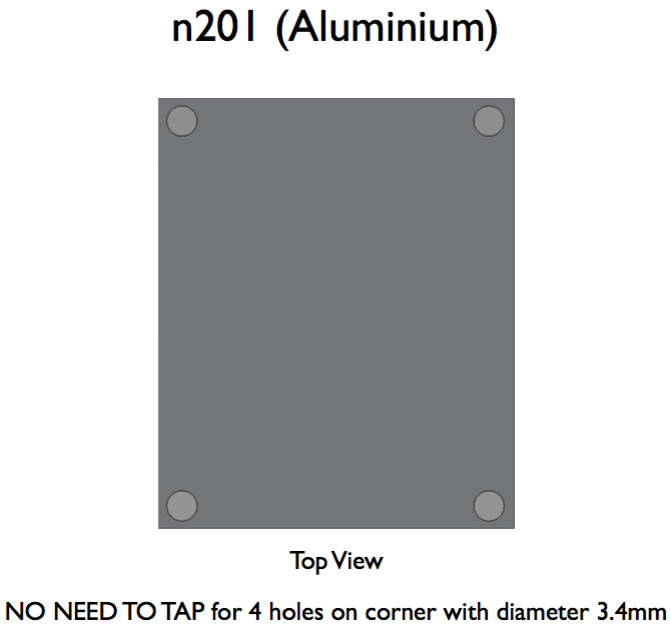 n201 (Aluminium)
Top View
NO NEED TO TAP for 4 holes on corner with diameter 3.4mm